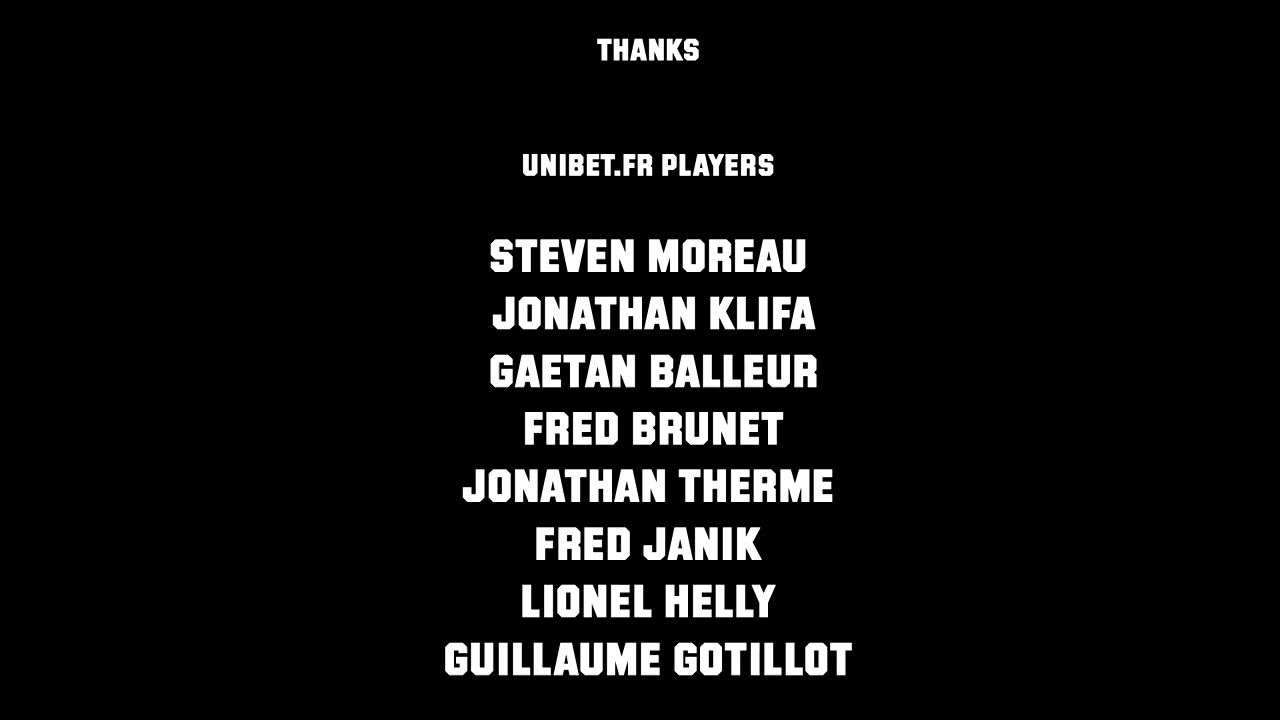 THANKS
UNIBET.FR PLAYERS
STEVEN MOREAU
JONATHAN KLIFA
GAETAN BALLEUR
FRED BRUNET
JONATHAN THERME
FRED JANIK
LIONEL HELLY
GUILLAUME GOTILLOT